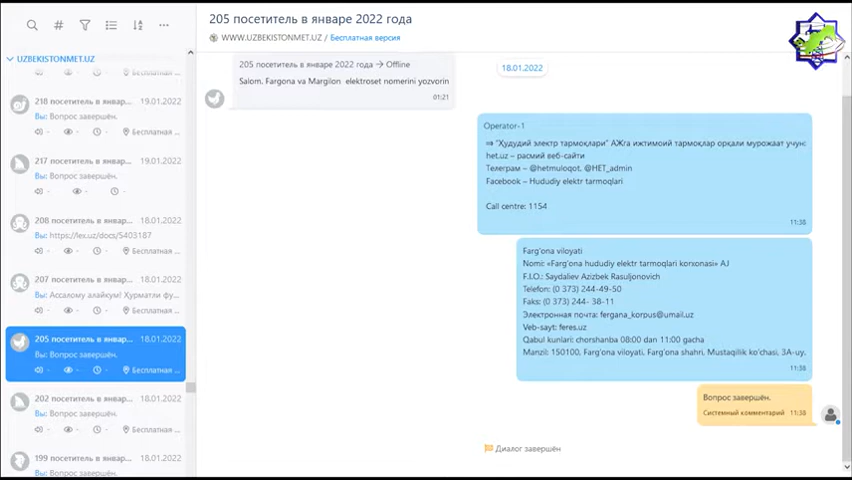 205 посетитель в январе 2022 года
WWW.UZBEKISTONMET.UZ / Бесплатная версия
UZBEKISTONMET.UZ
Бесплатная ...
218 посетитель в январ... 19.01.2022
Вы: Вопрос завершён.
Бесплатная ...
217 посетитель в январ... 19.01.2022
Вы: Вопрос завершён.
208 посетитель в январ... 18.01.2022
Вы: https://lex.uz/docs/5403187
Бесплатная ...
207 посетитель в январ... 18.01.2022
Вы: Ассалому алайкум! Ҳурматли фу...
Бесплатная ...
205 посетитель в январ... 18.01.2022
Вы: Вопрос завершён.
Бесплатная ...
202 посетитель в январ... 18.01.2022
Вы: Вопрос завершён.
Бесплатная ...
199 посетитель в январ... 18.01.2022
205 посетитель в январе 2022 года → Offline
Salom. Fargona va Margilon elektroset nomerini yozvorin
01:21
18.01.2022
Operator-1
⇒ "Ҳудудий электр тармоқлари" АЖга ижтимоий тармоқлар орқали мурожаат учун:
het.uz – расмий веб-сайти
Телеграм – @hetmuloqot, @HET_admin
Facebook – Hududiy elektr tarmoqlari
Call centre: 1154
11:38
Farg'ona viloyati
Nomi: «Farg'ona hududiy elektr tarmoqlari korxonasi» AJ
F.I.O.: Saydaliev Azizbek Rasuljonovich
Telefon: (0 373) 244-49-50
Faks: (0 373) 244- 38-11
Электронная почта: fergana_korpus@umail.uz
Veb-sayt: feres.uz
Qabul kunlari: chorshanba 08:00 dan 11:00 gacha
Manzil: 150100, Farg'ona viloyati, Farg'ona shahri, Mustaqillik ko'chasi, 3A-uy.
11:38
Вопрос завершён.
Системный комментарий 11:38
Диалог завершён